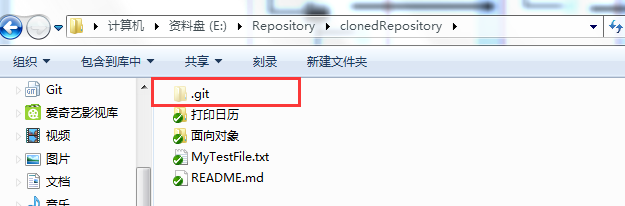 计算机 资料盘 (E:) Repository clonedRepository
组织 包含到库中 共享 刻录 新建文件夹
Git
爱奇艺影视库
视频
图片
文档
音乐
.git
打印日历
面向对象
MyTestFile.txt
README.md